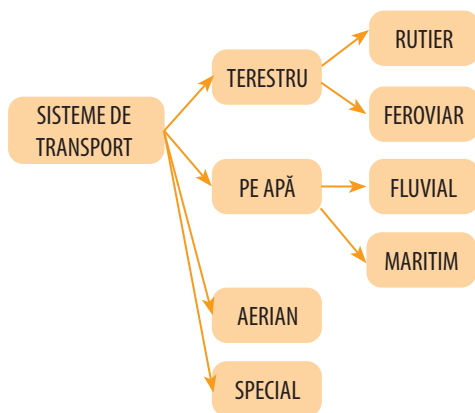 SISTEME DE
TRANSPORT
TERESTRU
RUTIER
FEROVIAR
PE APĂ
FLUVIAL
MARITIM
AERIAN
SPECIAL